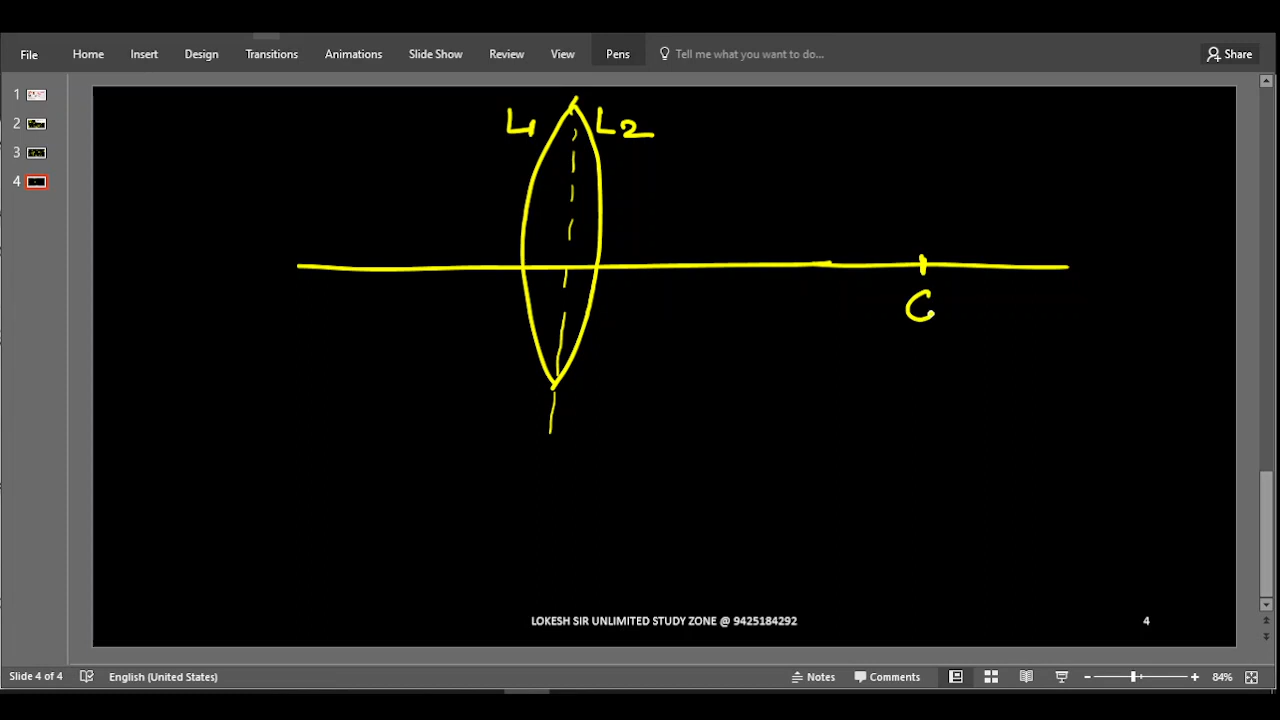 File Home Insert Design Transitions Animations Slide Show Review View Pens Tell me what you want to do... Share
1
2
3
4
L1 L2
C
LOKESH SIR UNLIMITED STUDY ZONE @ 9425184292 4
Slide 4 of 4 English (United States) Notes Comments 84%